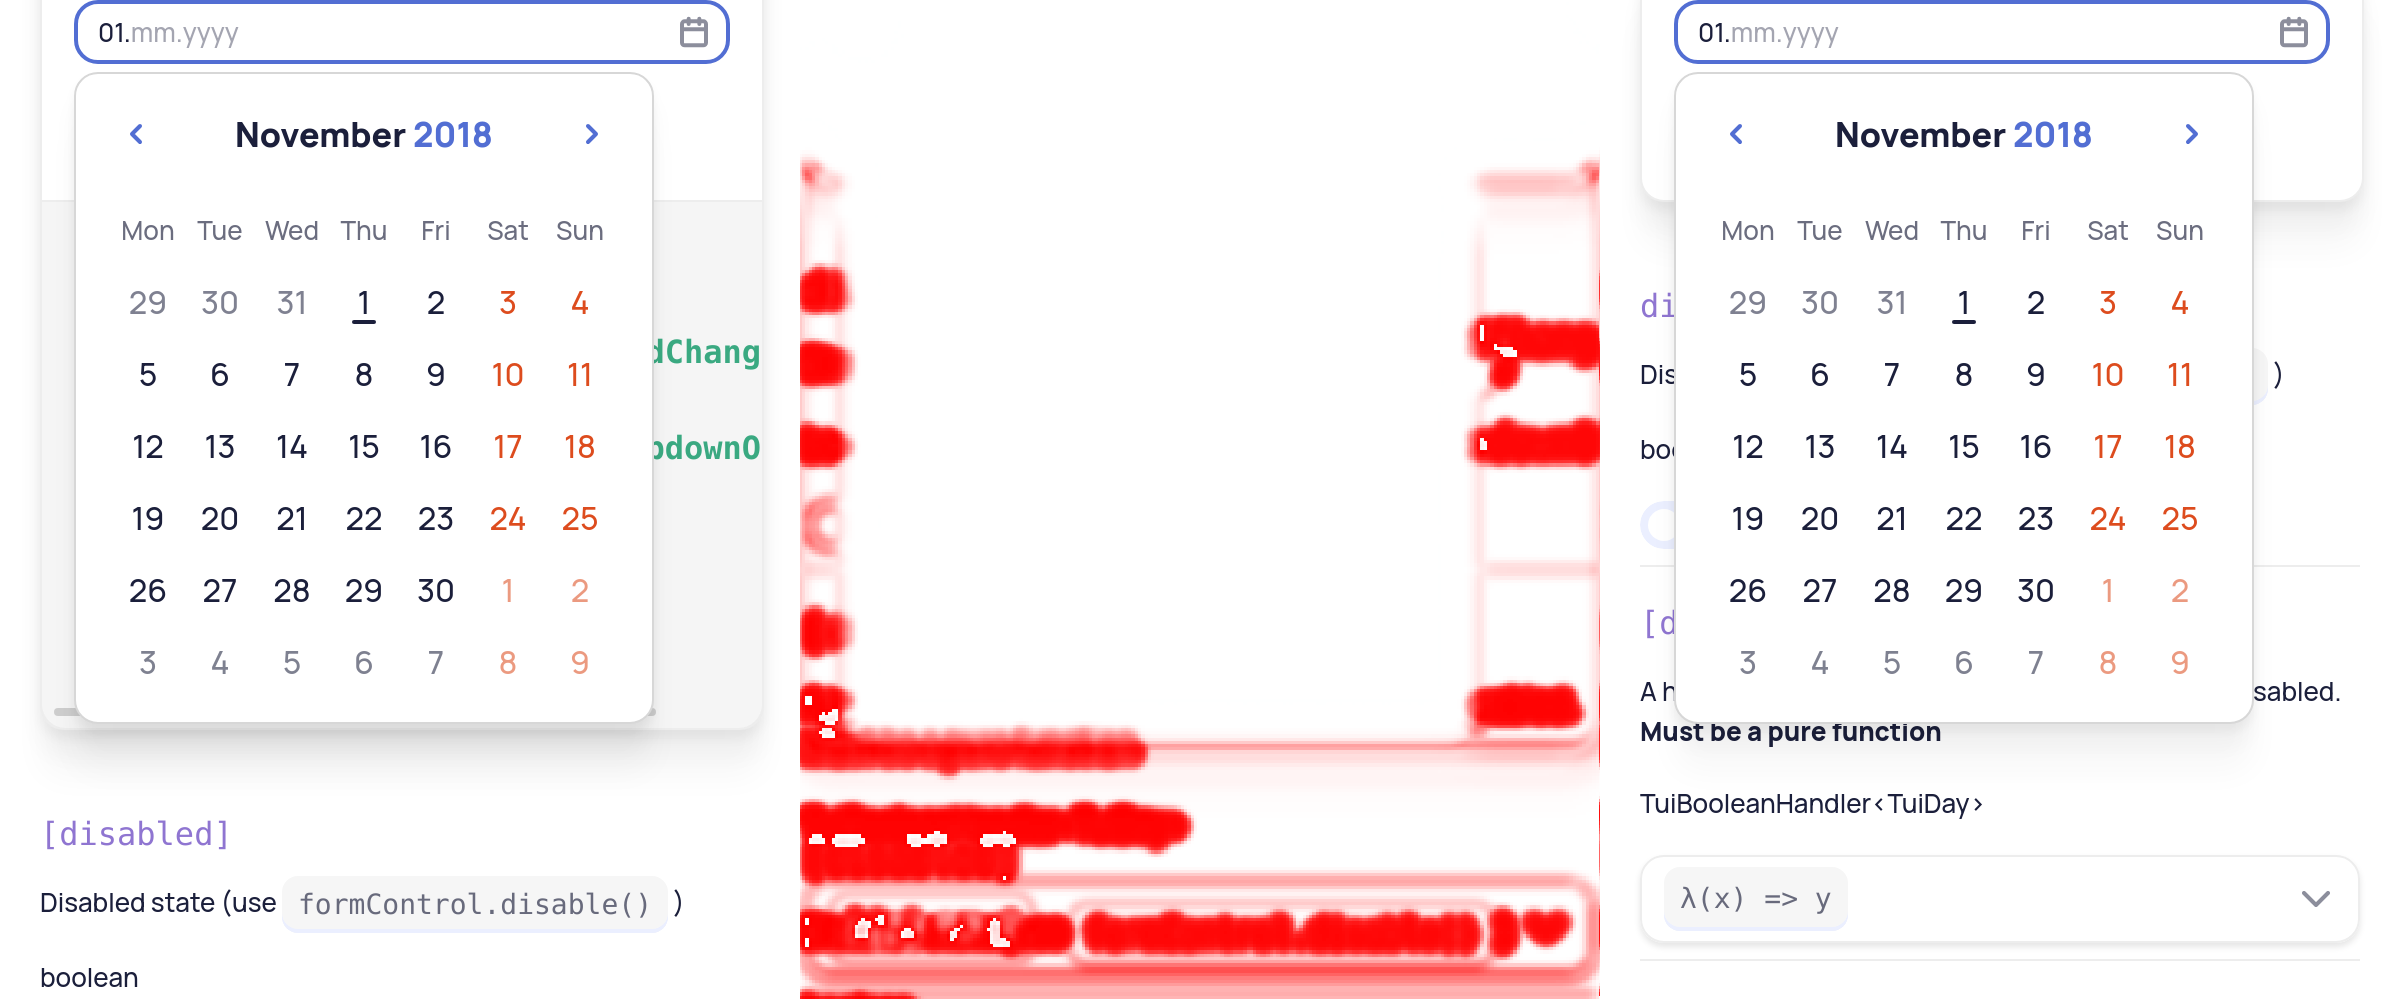 01.mm.yyyy
November 2018
Mon Tue Wed Thu Fri Sat Sun
29 30 31 1 2 3 4
5 6 7 8 9 10 11
12 13 14 15 16 17 18
19 20 21 22 23 24 25
26 27 28 29 30 1 2
3 4 5 6 7 8 9
dChang
pdownO
[disabled]
Disabled state (use formControl.disable() )
boolean
01.mm.yyyy
November 2018
Mon Tue Wed Thu Fri Sat Sun
29 30 31 1 2 3 4
5 6 7 8 9 10 11
12 13 14 15 16 17 18
19 20 21 22 23 24 25
26 27 28 29 30 1 2
3 4 5 6 7 8 9
di
Dis )
boo
[d
A h sabled.
Must be a pure function
TuiBooleanHandler<TuiDay>
λ(x) => y